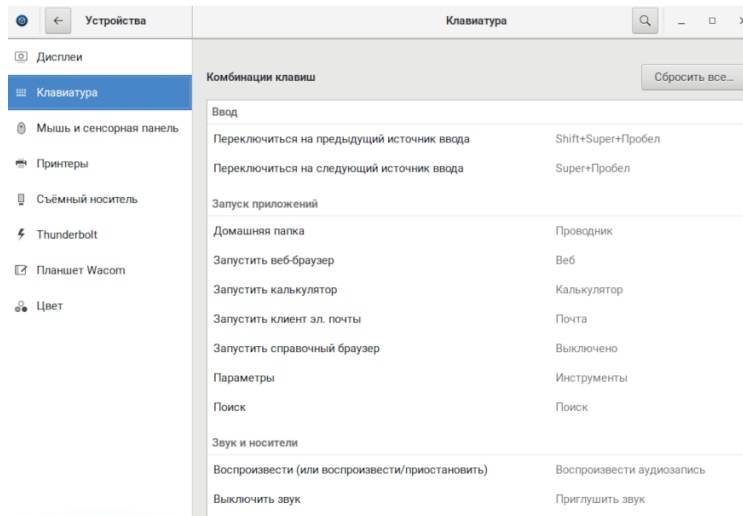 Устройства
Клавиатура
Дисплеи
Клавиатура
Мышь и сенсорная панель
Принтеры
Съёмный носитель
Thunderbolt
Планшет Wacom
Цвет
Комбинации клавиш
Сбросить все...
Ввод
Переключиться на предыдущий источник ввода Shift+Super+Пробел
Переключиться на следующий источник ввода Super+Пробел
Запуск приложений
Домашняя папка Проводник
Запустить веб-браузер Веб
Запустить калькулятор Калькулятор
Запустить клиент эл. почты Почта
Запустить справочный браузер Выключено
Параметры Инструменты
Поиск Поиск
Звук и носители
Воспроизвести (или воспроизвести/приостановить) Воспроизвести аудиозапись
Выключить звук Приглушить звук